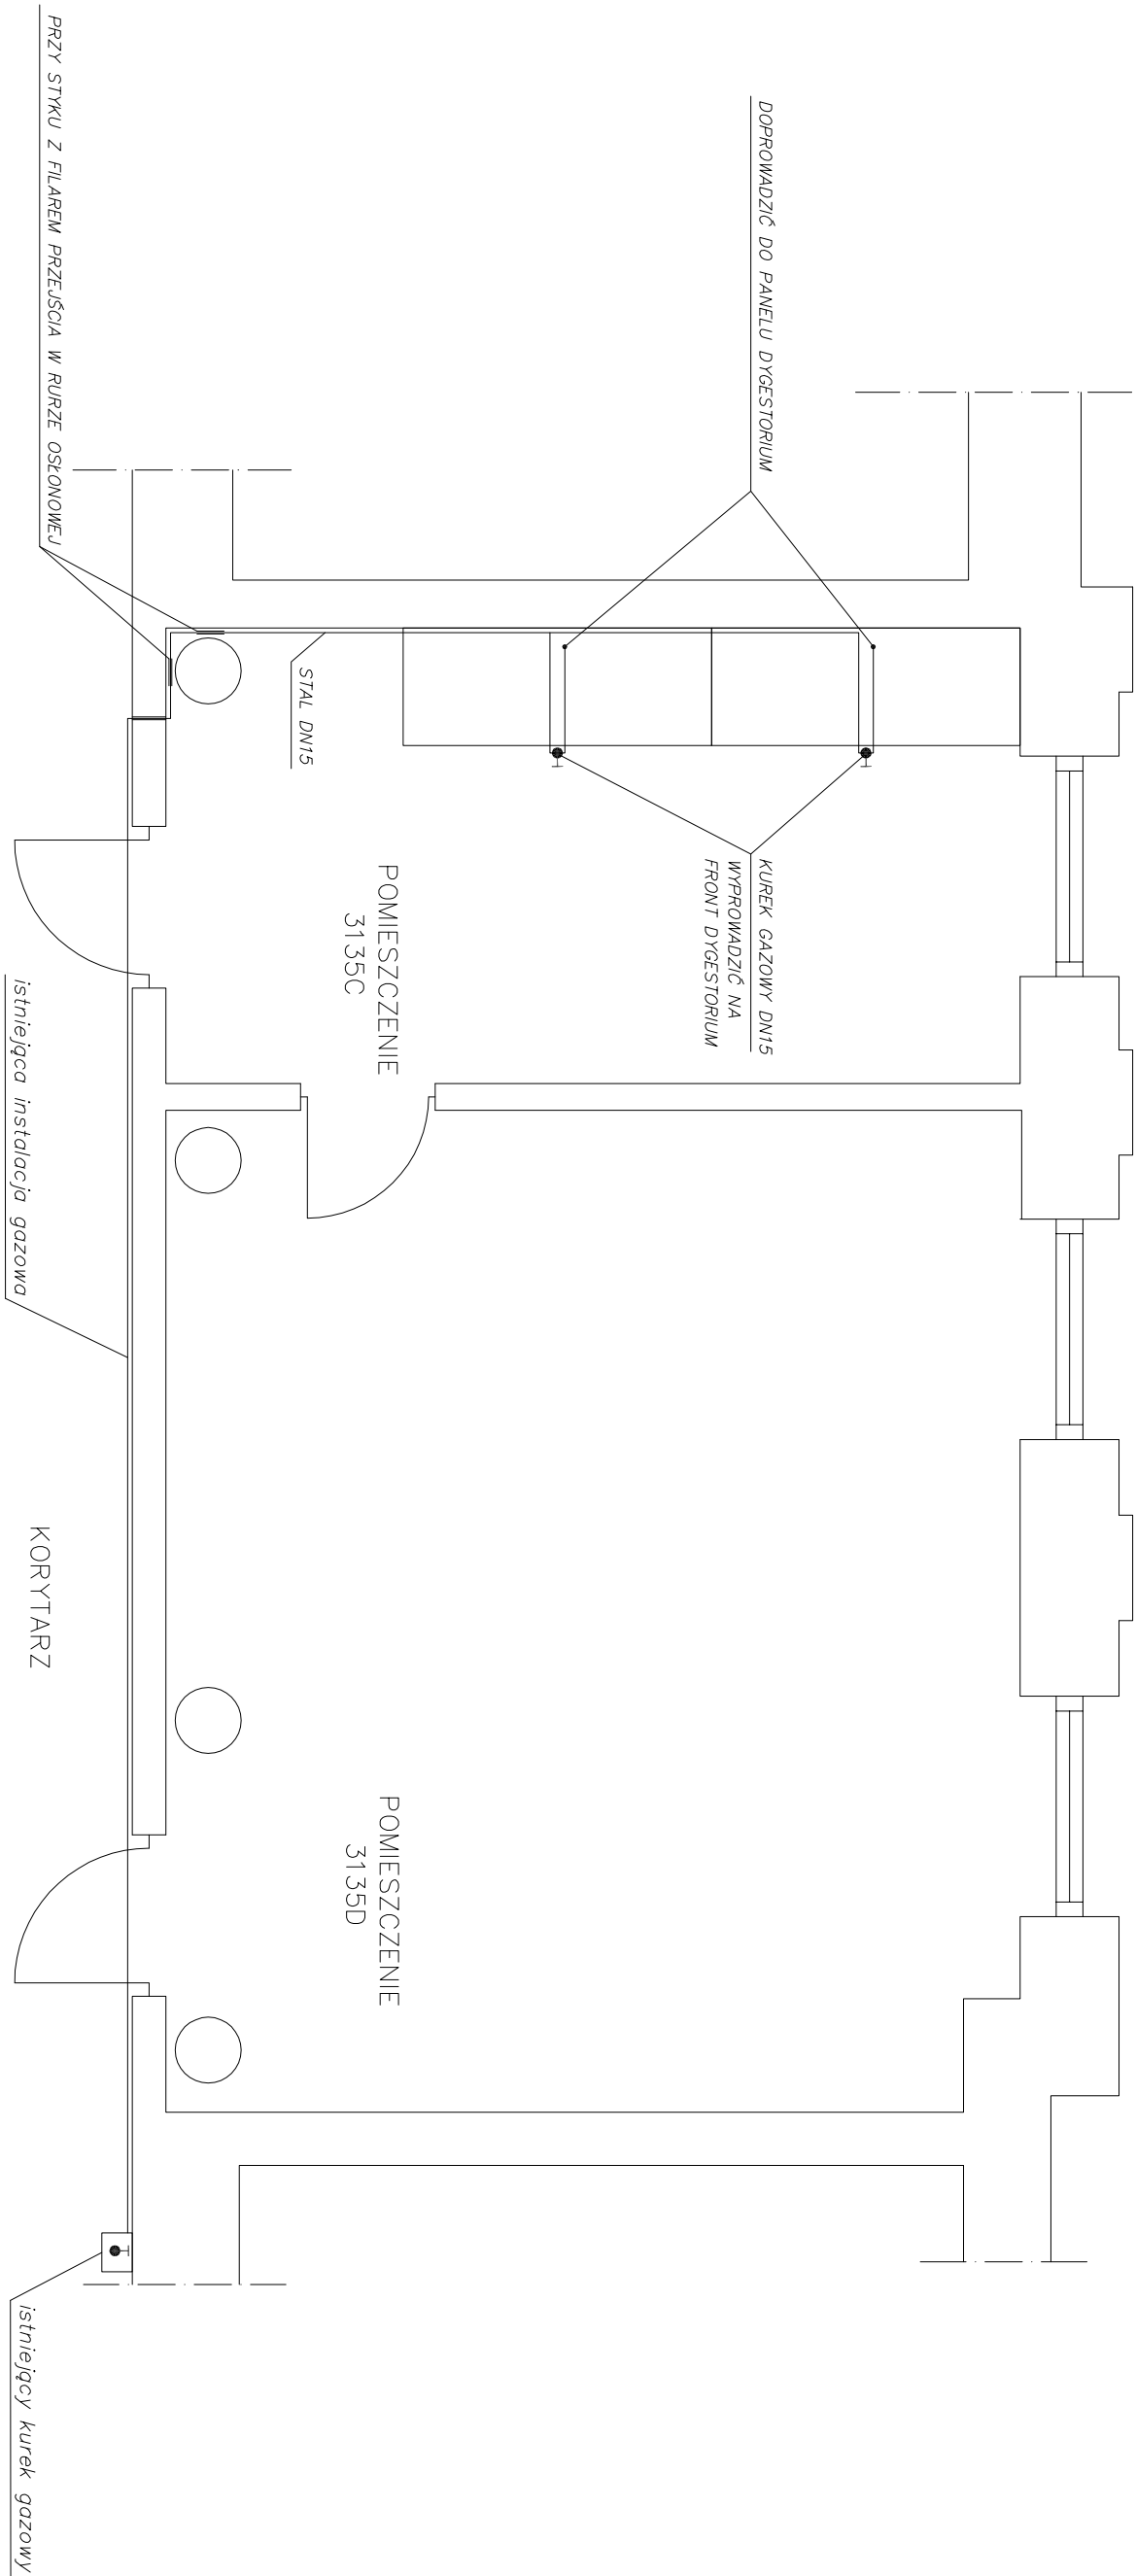 DOPROWADZIĆ DO PANELU DYGESTORIUM
KUREK GAZOWY DN15
WYPROWADZIĆ NA
FRONT DYGESTORIUM
POMIESZCZENIE
3135C
POMIESZCZENIE
3135D
STAL DN15
PRZY STYKU Z FILAREM PRZEJŚCIA W RURZE OSŁONOWEJ
istniejąca instalacja gazowa
KORYTARZ
istniejący kurek gazowy